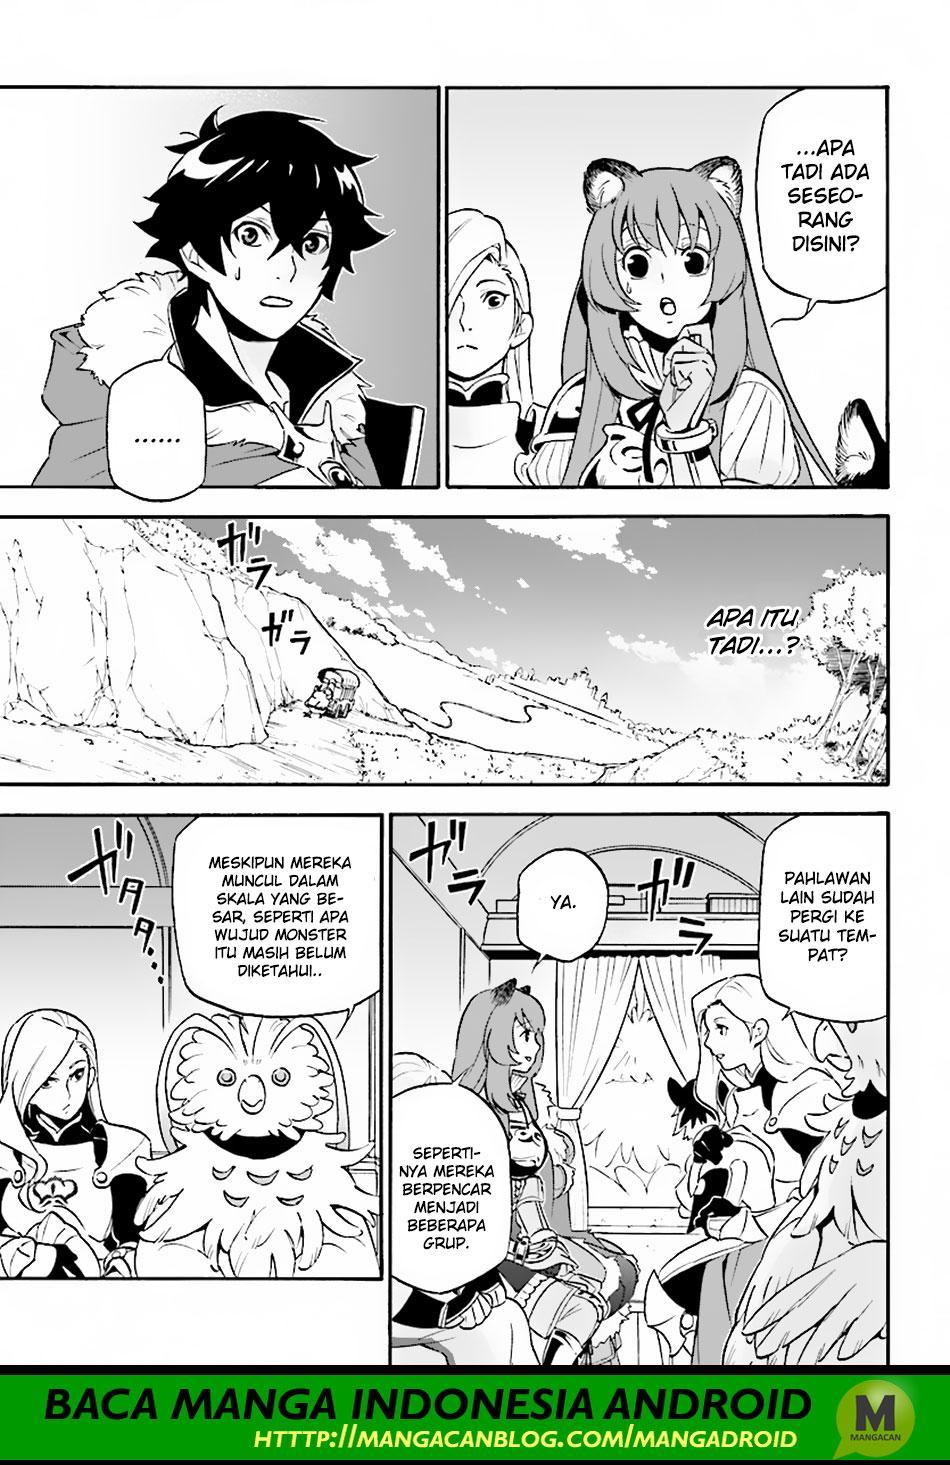 ...APA
TADI ADA
SESEO-
RANG
DISINI?
......
ガラ
ガラ
APA ITU
TADI...?
PAHLAWAN
LAIN SUDAH
PERGI KE
SUATU TEM-
PAT?
YA.
ガラ
ガラ
SEPERTI-
NYA MEREKA
BERPENCAR
MENJADI
BEBERAPA
GRUP.
MESKIPUN MEREKA
MUNCUL DALAM
SKALA YANG BE-
SAR, SEPERTI APA
WUJUD MONSTER
ITU MASIH BELUM
DIKETAHUI..
ガタタ...
BACA MANGA INDONESIA ANDROID
HTTTP://MANGACANBLOG.COM/MANGADROID
M
MANGACAN